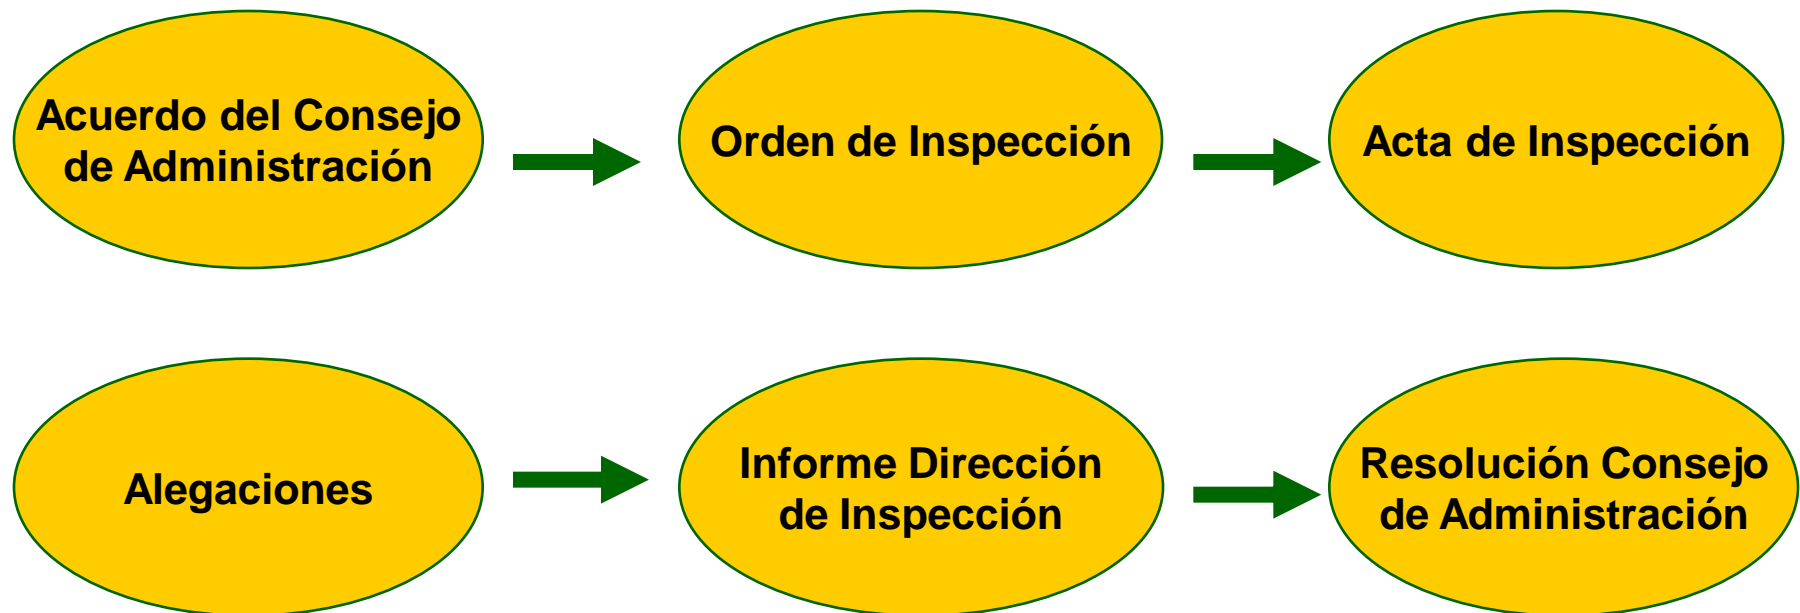 Acuerdo del Consejo
de Administración
Orden de Inspección
Acta de Inspección
Alegaciones
Informe Dirección
de Inspección
Resolución Consejo
de Administración